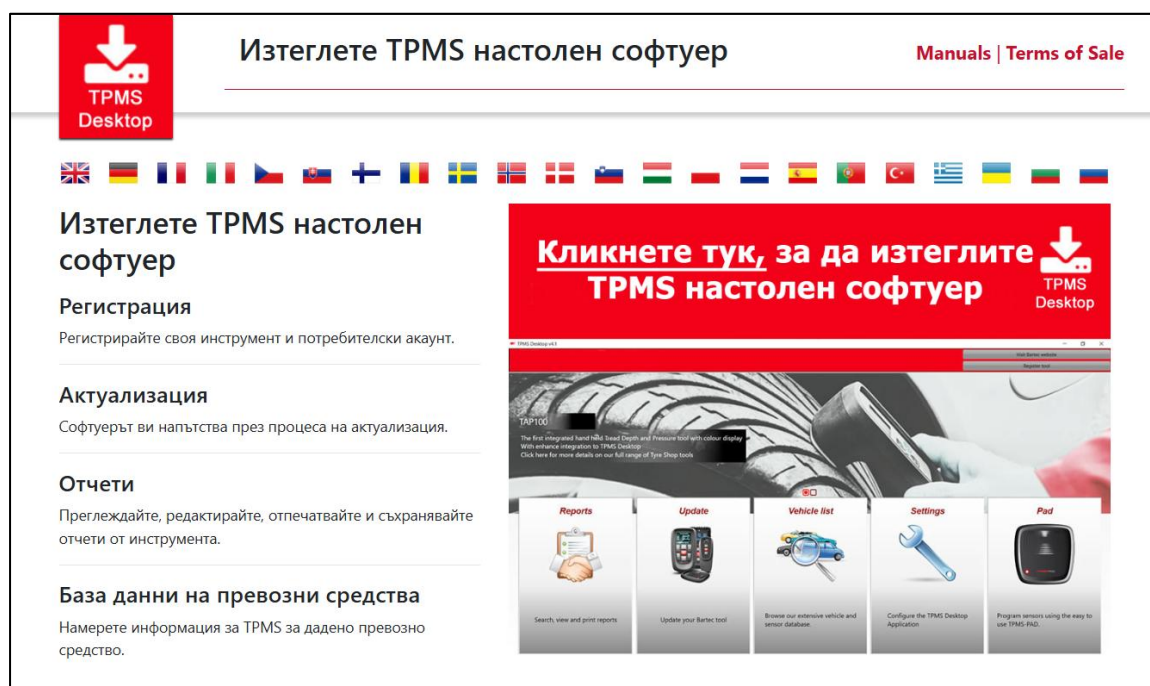 TPMS
Desktop
Изтеглете TPMS настолен софтуер
Manuals | Terms of Sale
Изтеглете TPMS настолен
софтуер
Регистрация
Регистрирайте своя инструмент и потребителски акаунт.
Актуализация
Софтуерът ви напътства през процеса на актуализация.
Отчети
Преглеждайте, редактирайте, отпечатвайте и съхранявайте
отчети от инструмента.
База данни на превозни средства
Намерете информация за TPMS за дадено превозно
средство.
Кликнете тук, за да изтеглите
TPMS настолен софтуер
TPMS
Desktop
TPMS Desktop v4.1
Visit Bartec website
Register tool
TAP100
The first integrated hand held Tread Depth and Pressure tool with colour display
With enhance integration to TPMS Desktop
Click here for more details on our full range of Tyre Shop tools
Reports
Search, view and print reports
Update
Update your Bartec tool
Vehicle list
Browse our extensive vehicle and
sensor database.
Settings
Configure the TPMS Desktop
Application
Pad
Program sensors using the easy to
use TPMS-PAD.